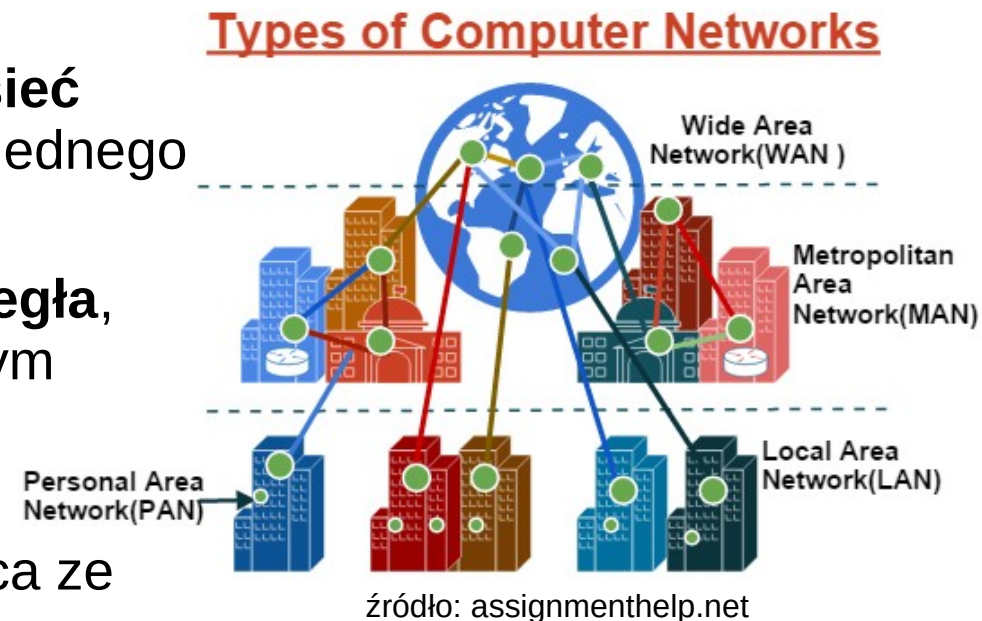 Types of Computer Networks
sieć
jednego
egła,
ym
ca ze
Wide Area
Network(WAN )
Metropolitan
Area
Network(MAN)
Local Area
Network(LAN)
Personal Area
Network(PAN)
źródło: assignmenthelp.net